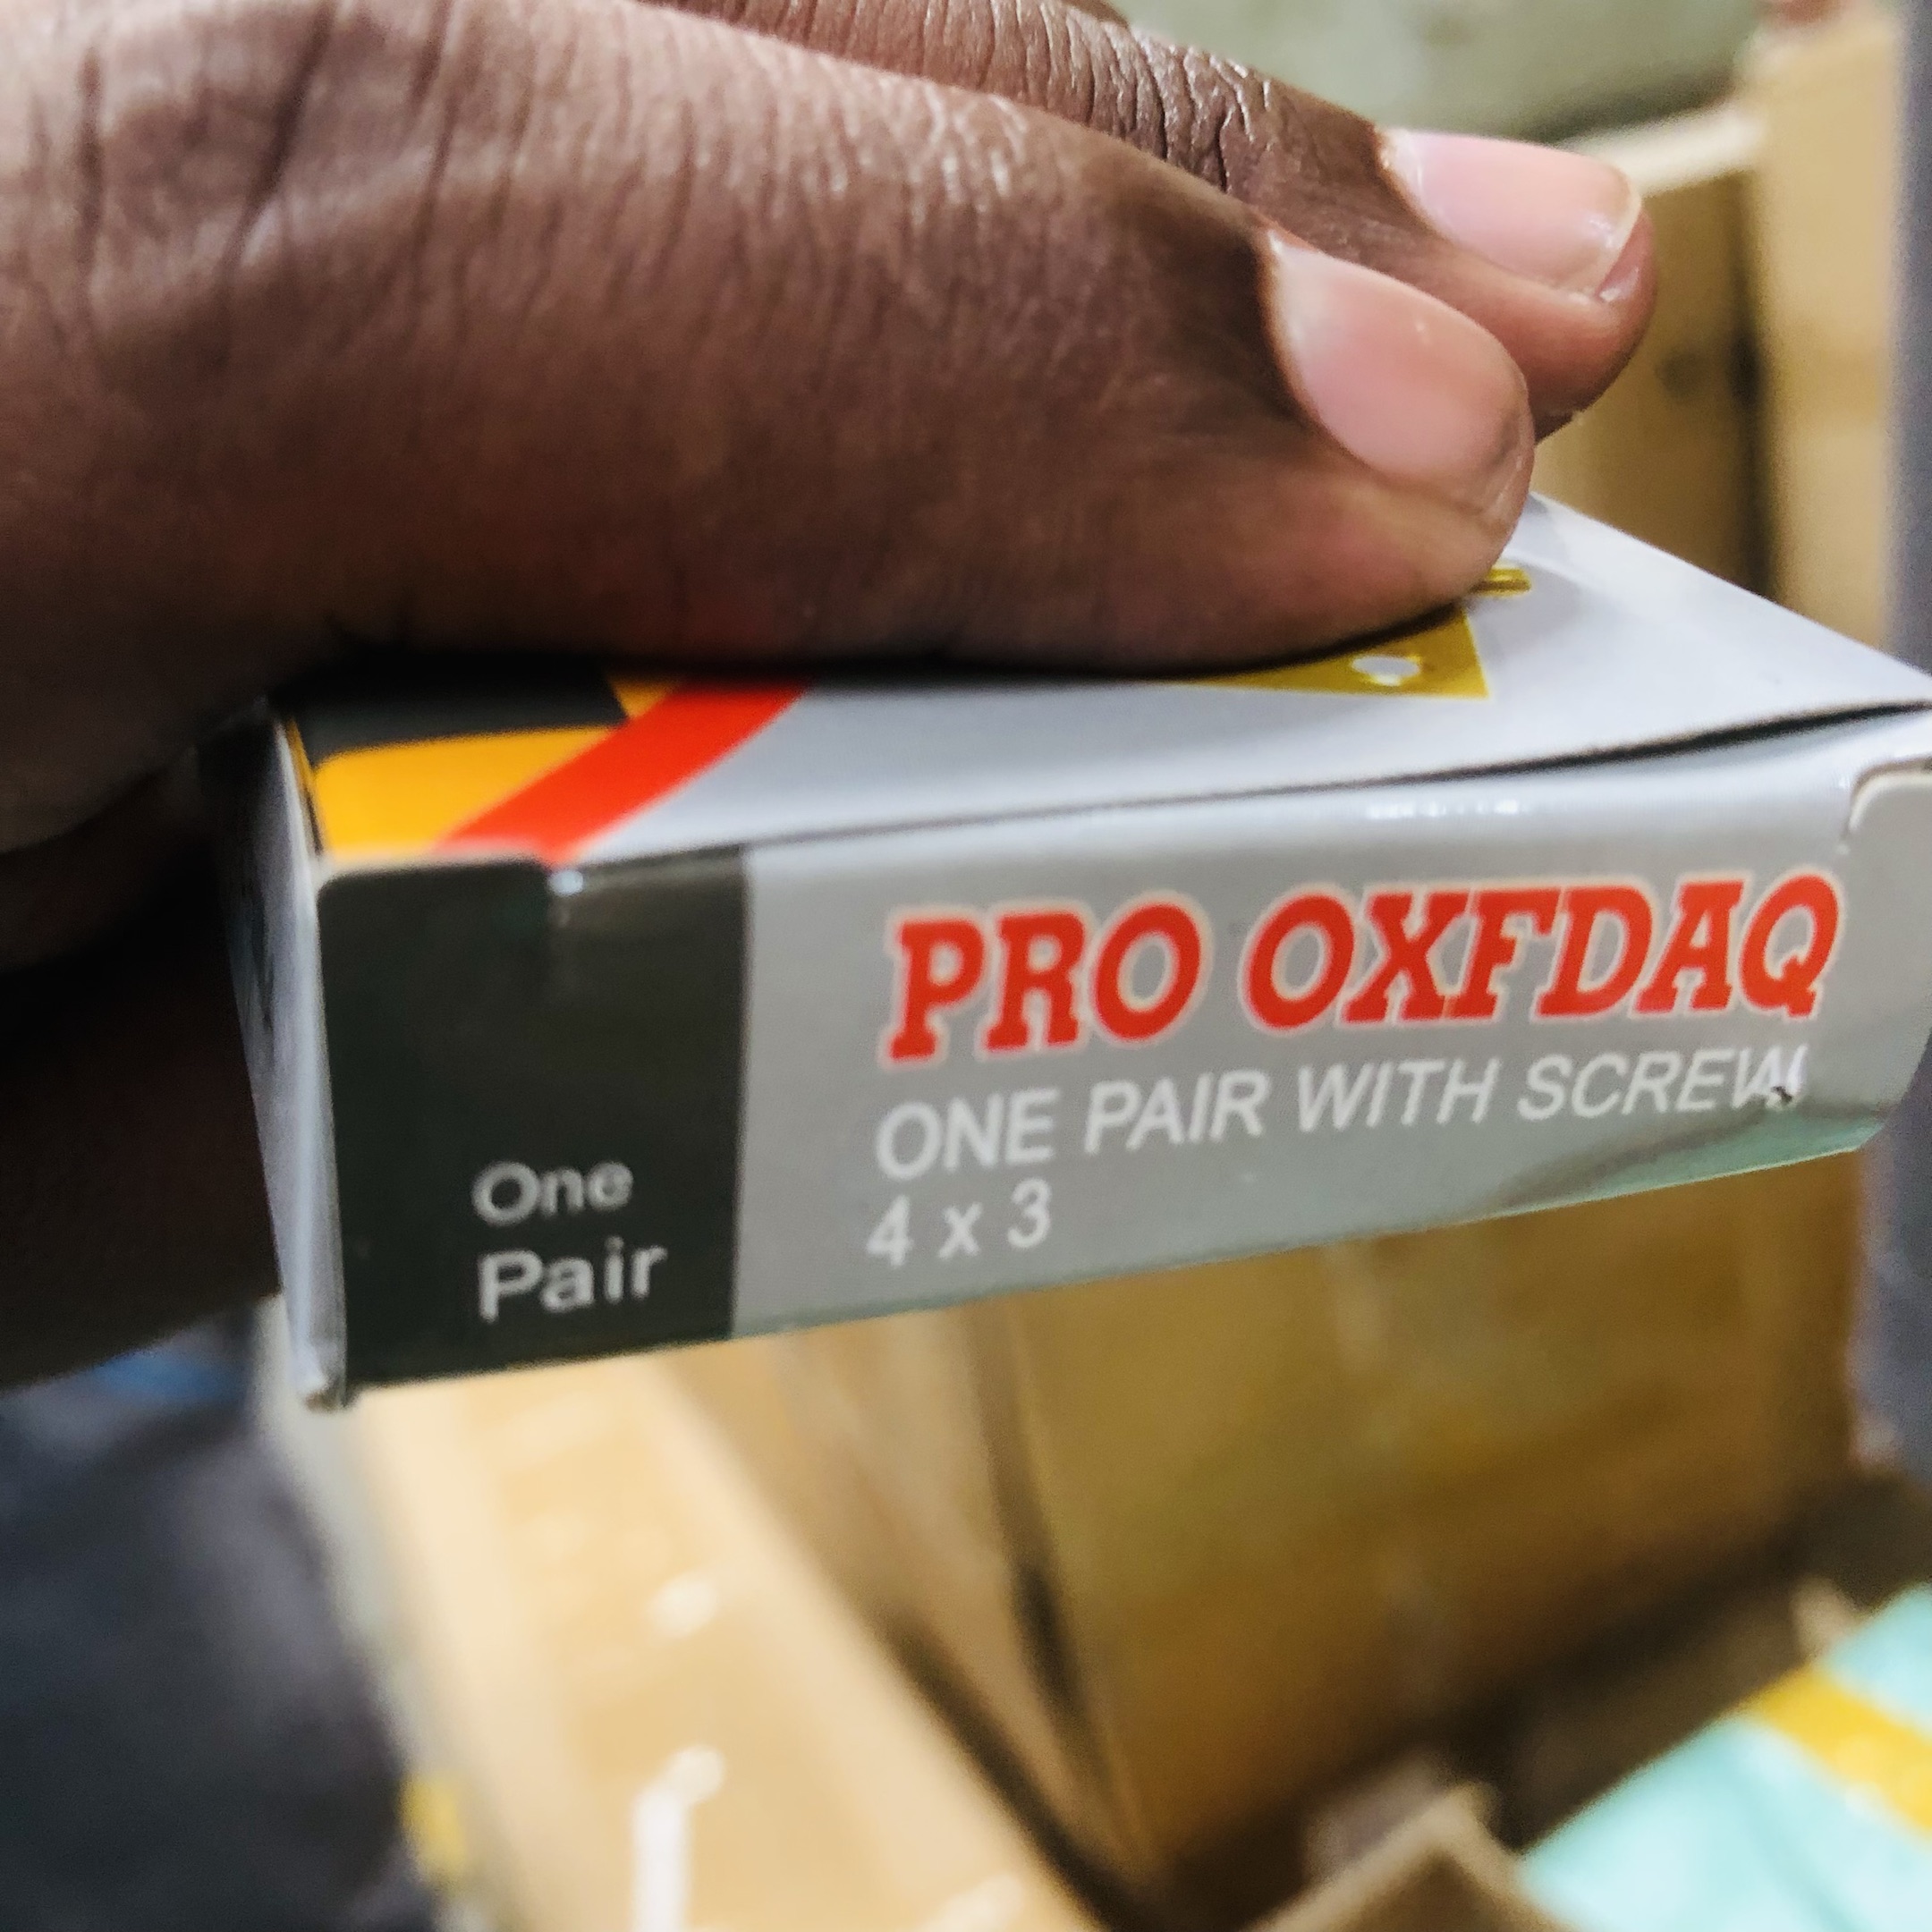 PRO OXFDAQ
ONE PAIR WITH SCREW
4 x 3
One
Pair